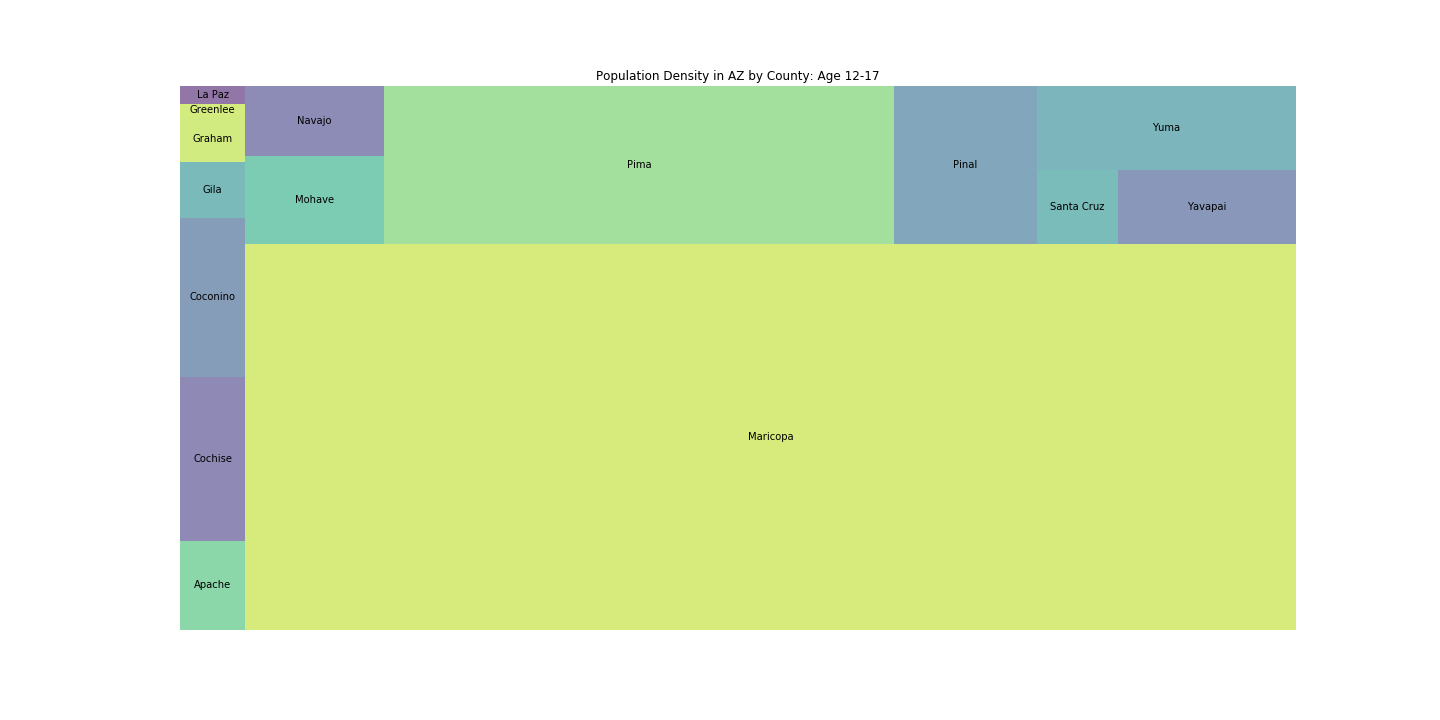 Population Density in AZ by County: Age 12-17
La Paz
Greenlee
Graham
Gila
Coconino
Cochise
Apache
Navajo
Mohave
Pima
Pinal
Yuma
Santa Cruz
Yavapai
Maricopa